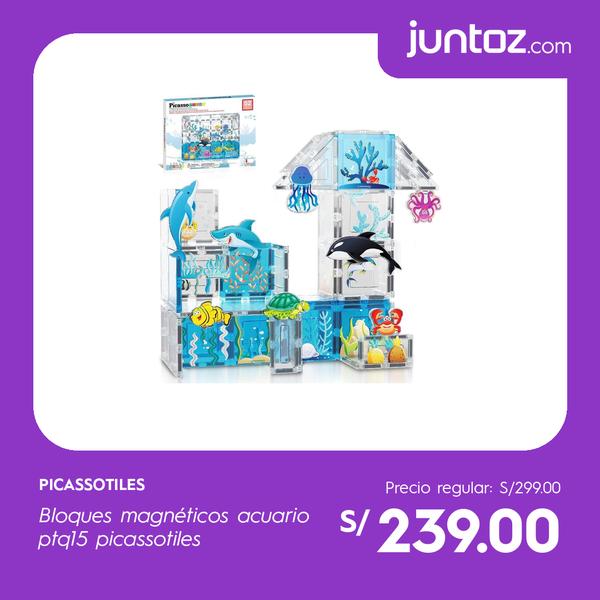 juntoz.com
Picasso
PICASSOTILES
Bloques magnéticos acuario
ptq15 picassotiles
Precio regular: S/299.00
S/239.00